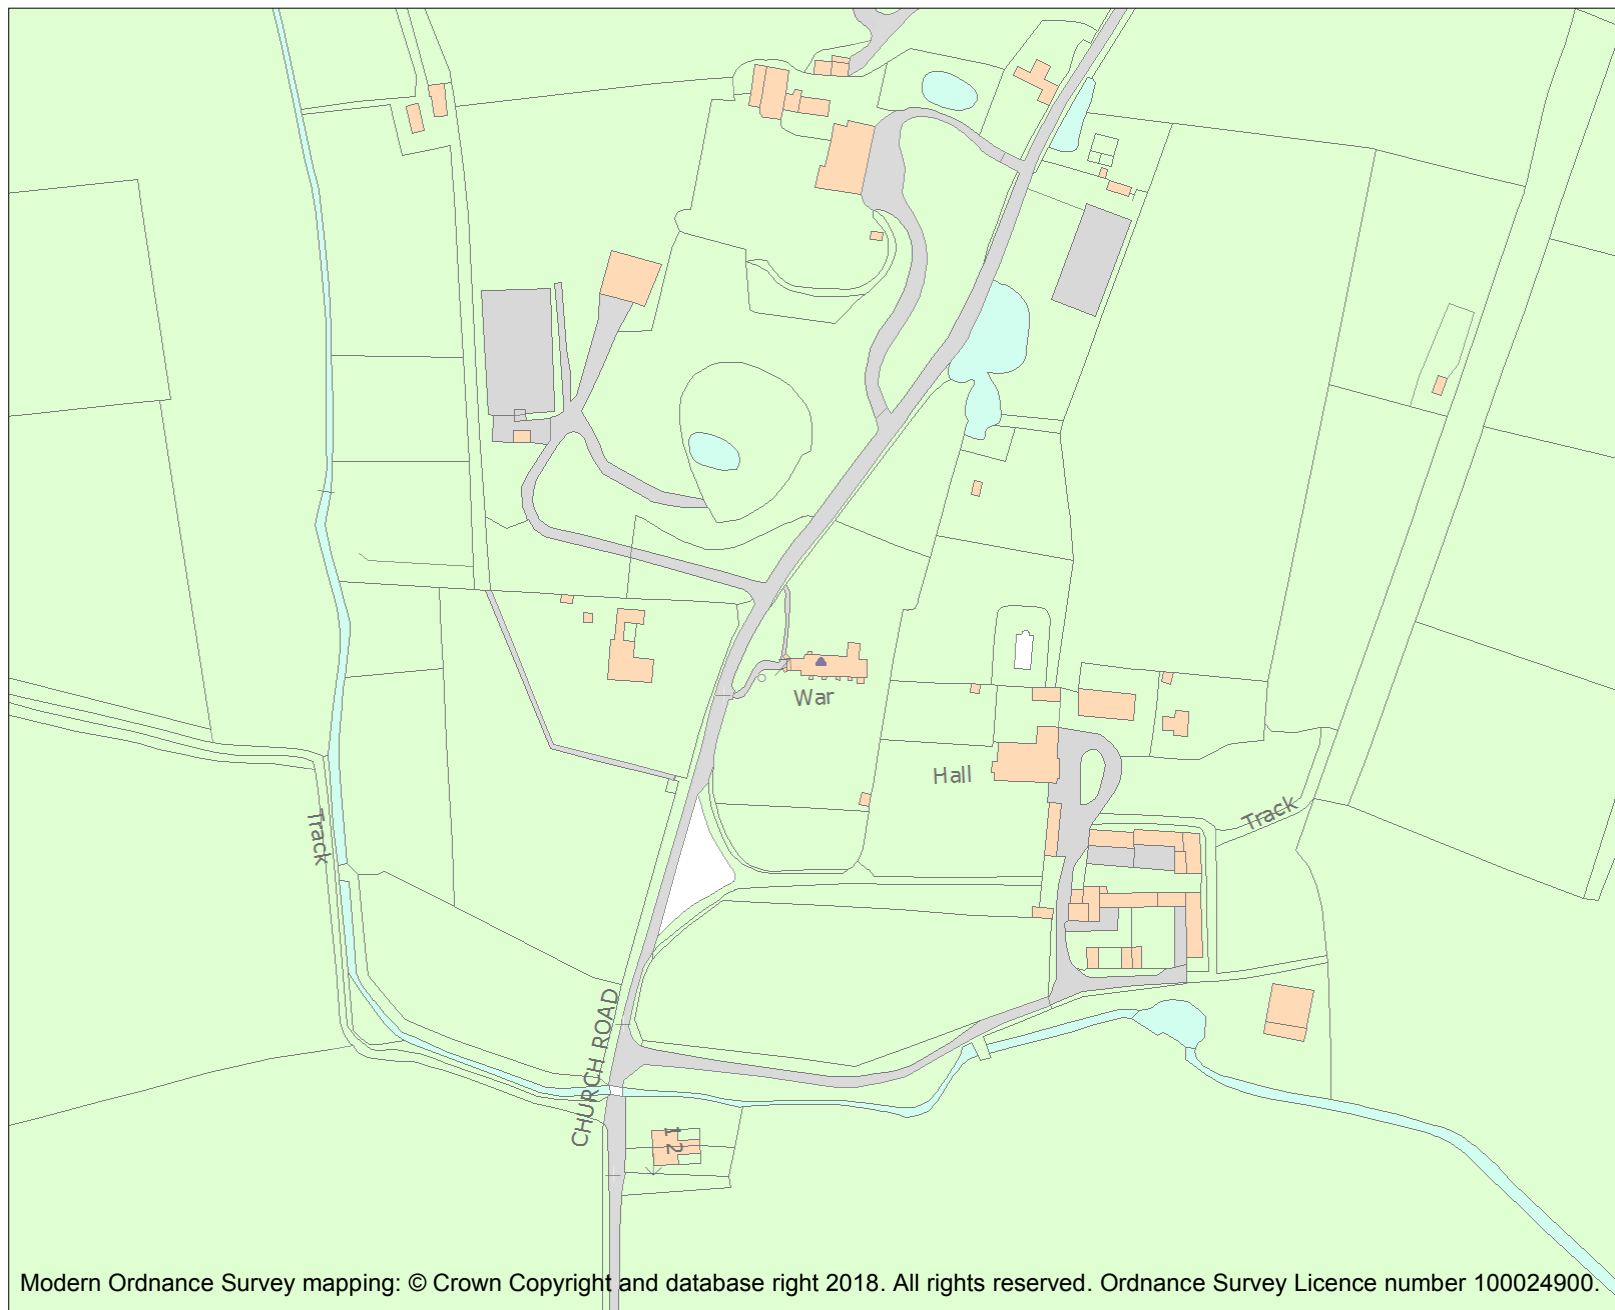 War
Hall
Track
Track
CHURCH ROAD
12
Modern Ordnance Survey mapping: © Crown Copyright and database right 2018. All rights reserved. Ordnance Survey Licence number 100024900.